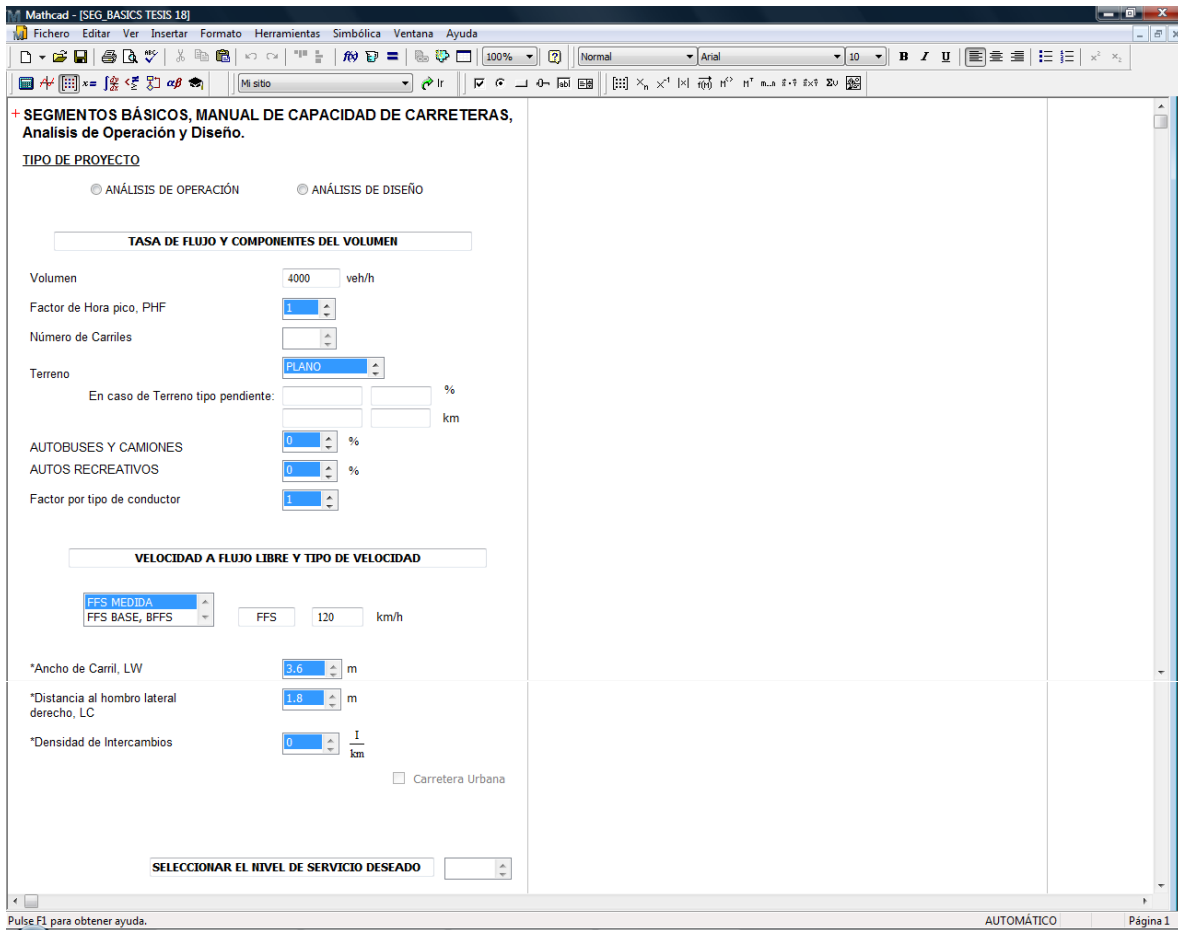 Mathcad - [SEG_BASICS TESIS 18]
Fichero Editar Ver Insertar Formato Herramientas Simbólica Ventana Ayuda
100% Normal Arial 10 B I U
Mi sitio Ir
SEGMENTOS BÁSICOS, MANUAL DE CAPACIDAD DE CARRETERAS,
Analisis de Operación y Diseño.
TIPO DE PROYECTO
ANÁLISIS DE OPERACIÓN ANÁLISIS DE DISEÑO
TASA DE FLUJO Y COMPONENTES DEL VOLUMEN
Volumen 4000 veh/h
Factor de Hora pico, PHF 1
Número de Carriles
Terreno PLANO
En caso de Terreno tipo pendiente: %
km
AUTOBUSES Y CAMIONES 0 %
AUTOS RECREATIVOS 0 %
Factor por tipo de conductor 1
VELOCIDAD A FLUJO LIBRE Y TIPO DE VELOCIDAD
FFS MEDIDA
FFS BASE, BFFS FFS 120 km/h
*Ancho de Carril, LW 3.6 m
*Distancia al hombro lateral 1.8 m
derecho, LC
*Densidad de Intercambios 0 I
km
Carretera Urbana
SELECCIONAR EL NIVEL DE SERVICIO DESEADO
Pulse F1 para obtener ayuda. AUTOMÁTICO Página 1